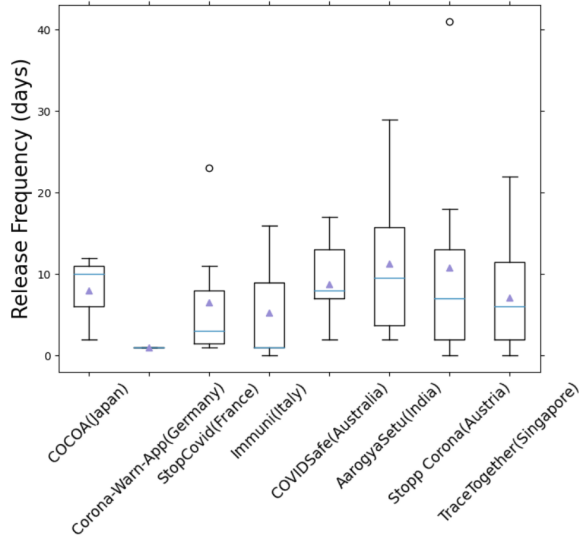 Release Frequency (days)
40
30
20
10
0
COCOA(Japan)
Corona-Warn-App(Germany)
StopCovid(France)
Immuni(Italy)
COVIDSafe(Australia)
AarogyaSetu(India)
Stopp Corona(Austria)
TraceTogether(Singapore)